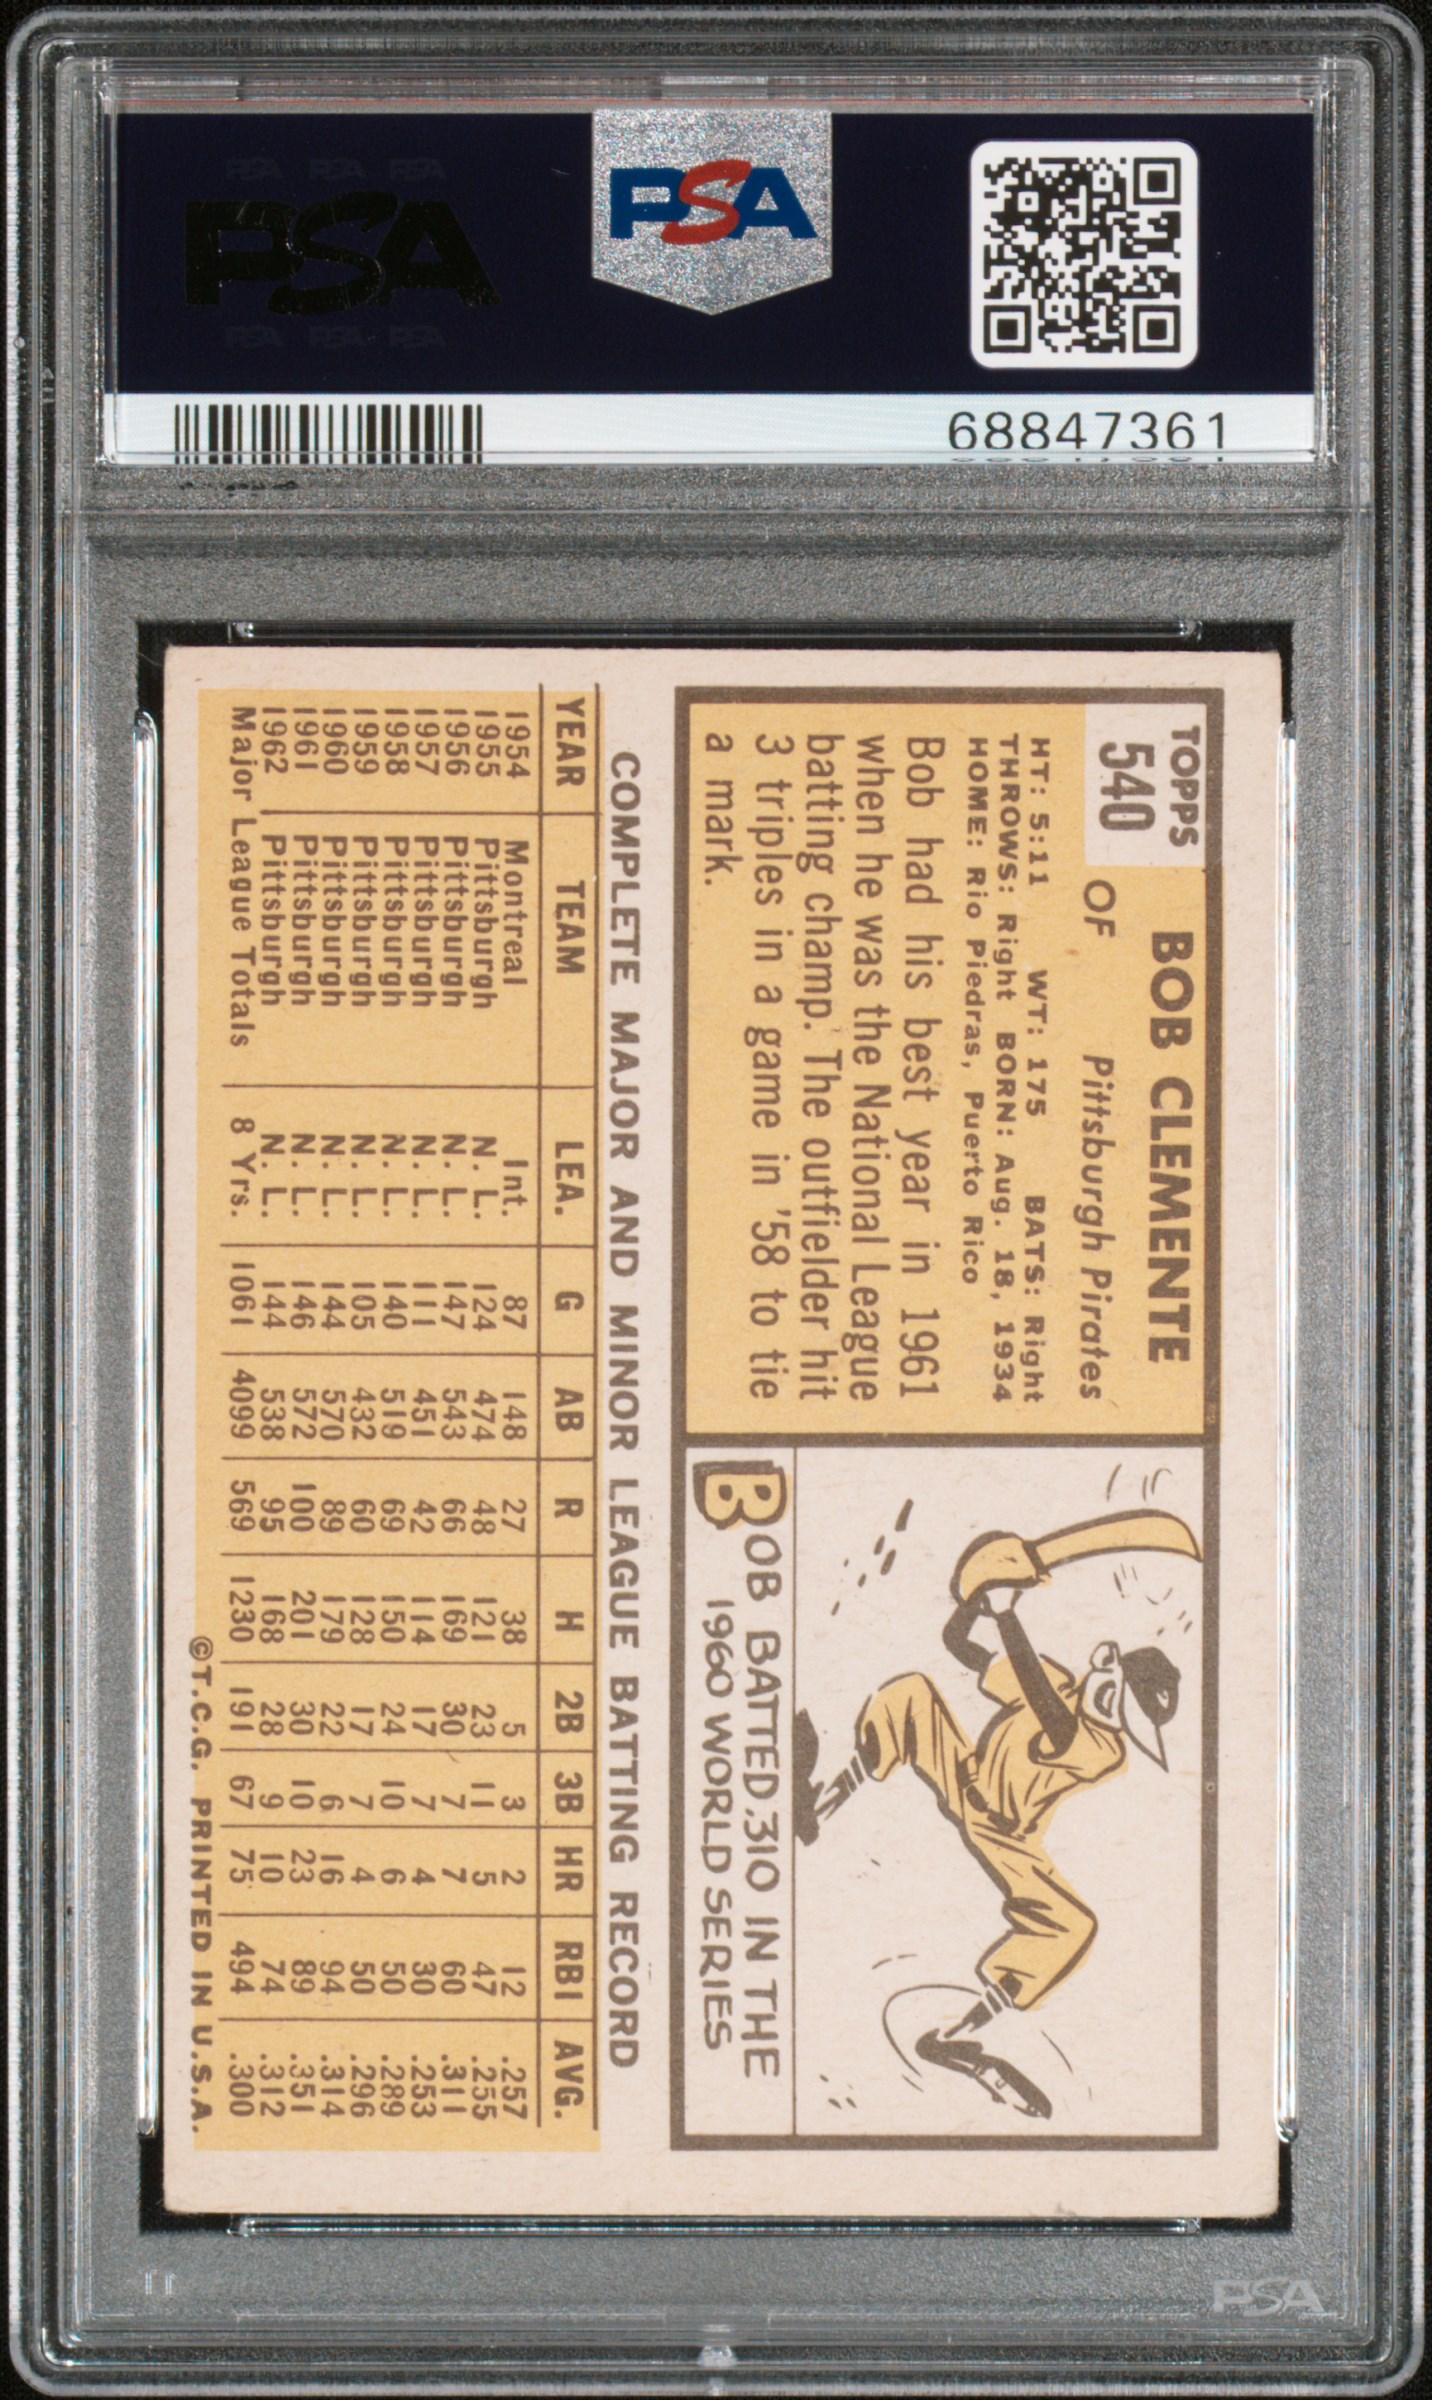 PSA PSA PSA
PSA
PSA PSA PSA
PSA
68847361
TOPPS
540
BOB CLEMENTE
OF Pittsburgh Pirates
HT: 5:11 WT: 175 BATS: Right
THROWS: Right BORN: Aug. 18, 1934
HOME: Rio Piedras, Puerto Rico
Bob had his best year in 1961
when he was the National League
batting champ. The outfielder hit
3 triples in a game in '58 to tie
a mark.
BOB BATTED .310 IN THE
1960 WORLD SERIES
COMPLETE MAJOR AND MINOR LEAGUE BATTING RECORD
YEAR TEAM LEA. G AB R H 2B 3B HR RBI AVG.
1954 Montreal Int. 87 148 27 38 5 3 2 12 .257
1955 Pittsburgh N. L. 124 474 48 121 23 11 5 47 .255
1956 Pittsburgh N. L. 147 543 66 169 30 7 7 60 .311
1957 Pittsburgh N. L. 111 451 42 114 17 7 4 30 .253
1958 Pittsburgh N. L. 140 519 69 150 24 10 6 50 .289
1959 Pittsburgh N. L. 105 432 60 128 17 7 4 50 .296
1960 Pittsburgh N. L. 144 570 89 179 22 6 16 94 .314
1961 Pittsburgh N. L. 146 572 100 201 30 10 23 89 .351
1962 Pittsburgh N. L. 144 538 95 168 28 9 10 74 .312
Major League Totals 8 Yrs. 1061 4099 569 1230 191 67 75 494 .300
©T.C.G. PRINTED IN U.S.A.
PSA